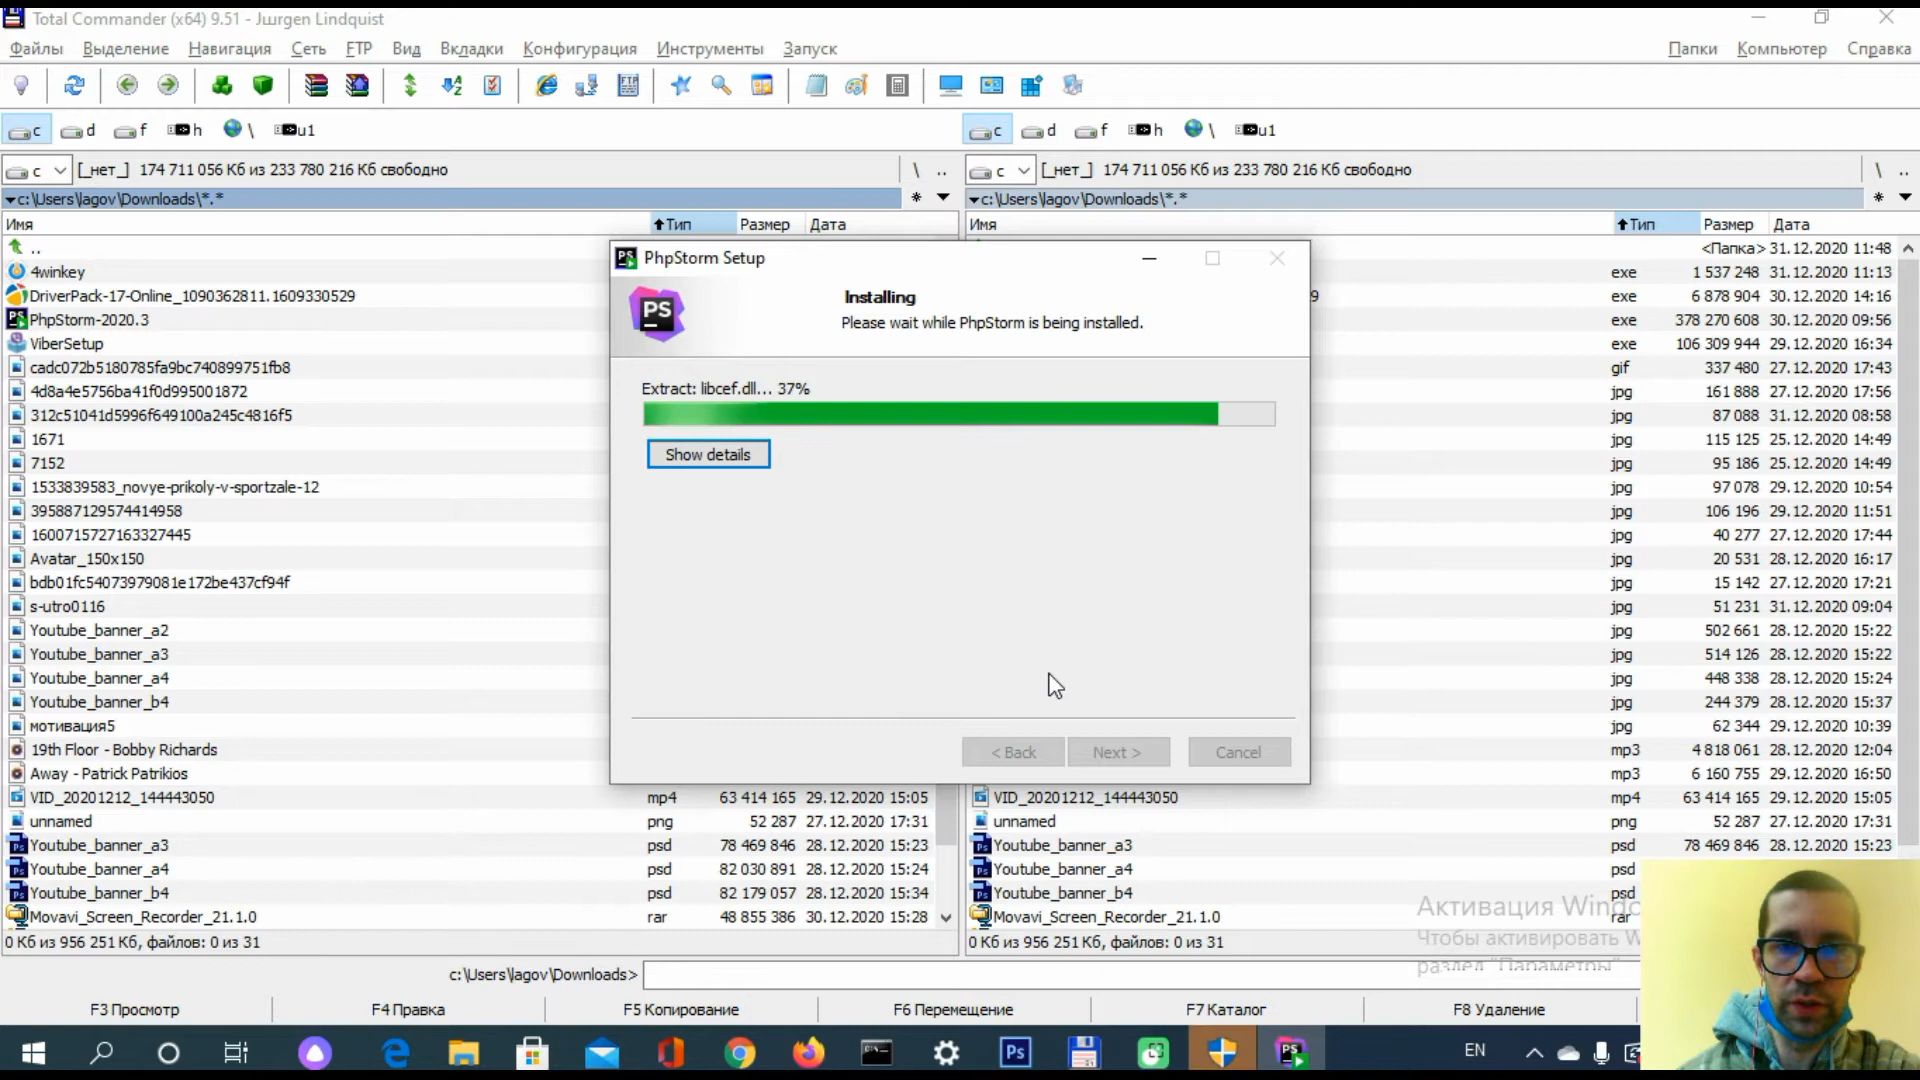 Total Commander (x64) 9.51 - Jшrgen Lindquist
Файлы Выделение Навигация Сеть FTP Вид Вкладки Конфигурация Инструменты Запуск Папки Компьютер Справка
c d f h \ u1 c d f h \ u1
c [_нет_] 174 711 056 Кб из 233 780 216 Кб свободно \ .. c [_нет_] 174 711 056 Кб из 233 780 216 Кб свободно \ ..
c:\Users\lagov\Downloads\*.* * c:\Users\lagov\Downloads\*.* *
Имя Тип Размер Дата Имя Тип Размер Дата
.. <Папка> 31.12.2020 11:48
4winkey exe 1 537 248 31.12.2020 11:13
DriverPack-17-Online_1090362811.1609330529 9 exe 6 878 904 30.12.2020 14:16
PhpStorm-2020.3 exe 378 270 608 30.12.2020 09:56
ViberSetup exe 106 309 944 29.12.2020 16:34
cadc072b5180785fa9bc740899751fb8 gif 337 480 27.12.2020 17:43
4d8a4e5756ba41f0d995001872 jpg 161 888 27.12.2020 17:56
312c51041d5996f649100a245c4816f5 jpg 87 088 31.12.2020 08:58
1671 jpg 115 125 25.12.2020 14:49
7152 jpg 95 186 25.12.2020 14:49
1533839583_novye-prikoly-v-sportzale-12 jpg 97 078 29.12.2020 10:54
395887129574414958 jpg 106 196 29.12.2020 11:51
1600715727163327445 jpg 40 277 27.12.2020 17:44
Avatar_150x150 jpg 20 531 28.12.2020 16:17
bdb01fc54073979081e172be437cf94f jpg 15 142 27.12.2020 17:21
s-utro0116 jpg 51 231 31.12.2020 09:04
Youtube_banner_a2 jpg 502 661 28.12.2020 15:22
Youtube_banner_a3 jpg 514 126 28.12.2020 15:22
Youtube_banner_a4 jpg 448 338 28.12.2020 15:24
Youtube_banner_b4 jpg 244 379 28.12.2020 15:37
мотивация5 jpg 62 344 29.12.2020 10:39
19th Floor - Bobby Richards mp3 4 818 061 28.12.2020 12:04
Away - Patrick Patrikios mp3 6 160 755 29.12.2020 16:50
VID_20201212_144443050 mp4 63 414 165 29.12.2020 15:05 VID_20201212_144443050 mp4 63 414 165 29.12.2020 15:05
unnamed png 52 287 27.12.2020 17:31 unnamed png 52 287 27.12.2020 17:31
Youtube_banner_a3 psd 78 469 846 28.12.2020 15:23 Youtube_banner_a3 psd 78 469 846 28.12.2020 15:23
Youtube_banner_a4 psd 82 030 891 28.12.2020 15:24 Youtube_banner_a4 psd
Youtube_banner_b4 psd 82 179 057 28.12.2020 15:34 Youtube_banner_b4 psd
Movavi_Screen_Recorder_21.1.0 rar 48 855 386 30.12.2020 15:28 Movavi_Screen_Recorder_21.1.0 rar
0 Кб из 956 251 Кб, файлов: 0 из 31 0 Кб из 956 251 Кб, файлов: 0 из 31
PhpStorm Setup
PS
Installing
Please wait while PhpStorm is being installed.
Extract: libcef.dll... 37%
Show details
< Back Next > Cancel
Активация Windo
Чтобы активировать W
раздел "Параметры"
c:\Users\lagov\Downloads>
F3 Просмотр F4 Правка F5 Копирование F6 Перемещение F7 Каталог F8 Удаление
Ps PS EN